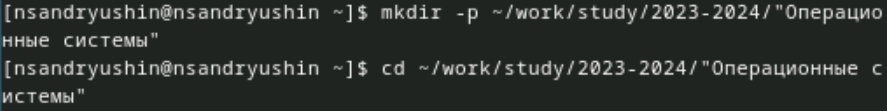 [nsandryushin@nsandryushin ~]$ mkdir -p ~/work/study/2023-2024/"Операцио
нные системы"
[nsandryushin@nsandryushin ~]$ cd ~/work/study/2023-2024/"Операционные с
истемы"